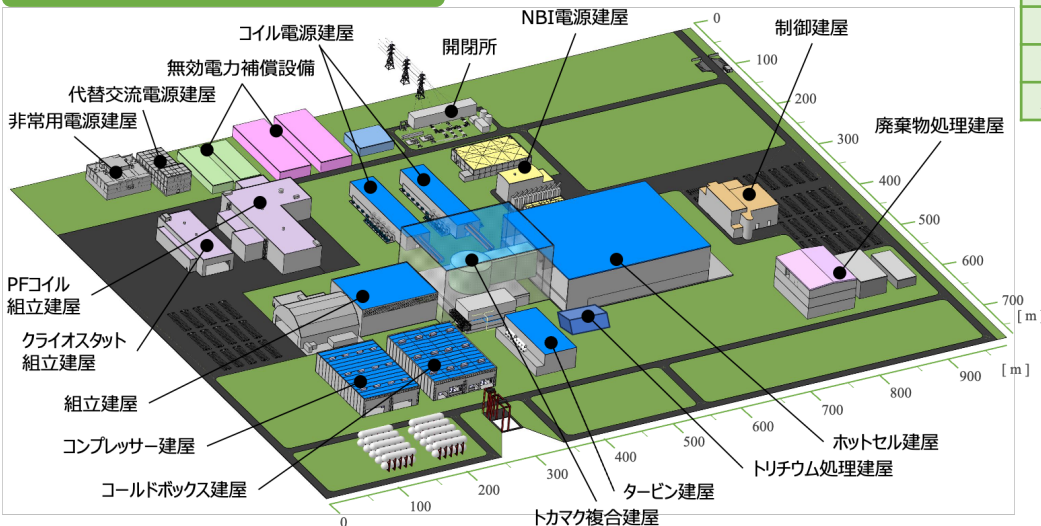 コイル電源建屋
NBI電源建屋
開閉所
制御建屋
無効電力補償設備
代替交流電源建屋
非常用電源建屋
廃棄物処理建屋
0
100
200
300
400
500
600
700
[ m ]
PFコイル
組立建屋
クライオスタット
組立建屋
組立建屋
コンプレッサー建屋
コールドボックス建屋
トカマク複合建屋
タービン建屋
トリチウム処理建屋
ホットセル建屋
0
100
200
300
400
500
600
700
800
900
[ m ]